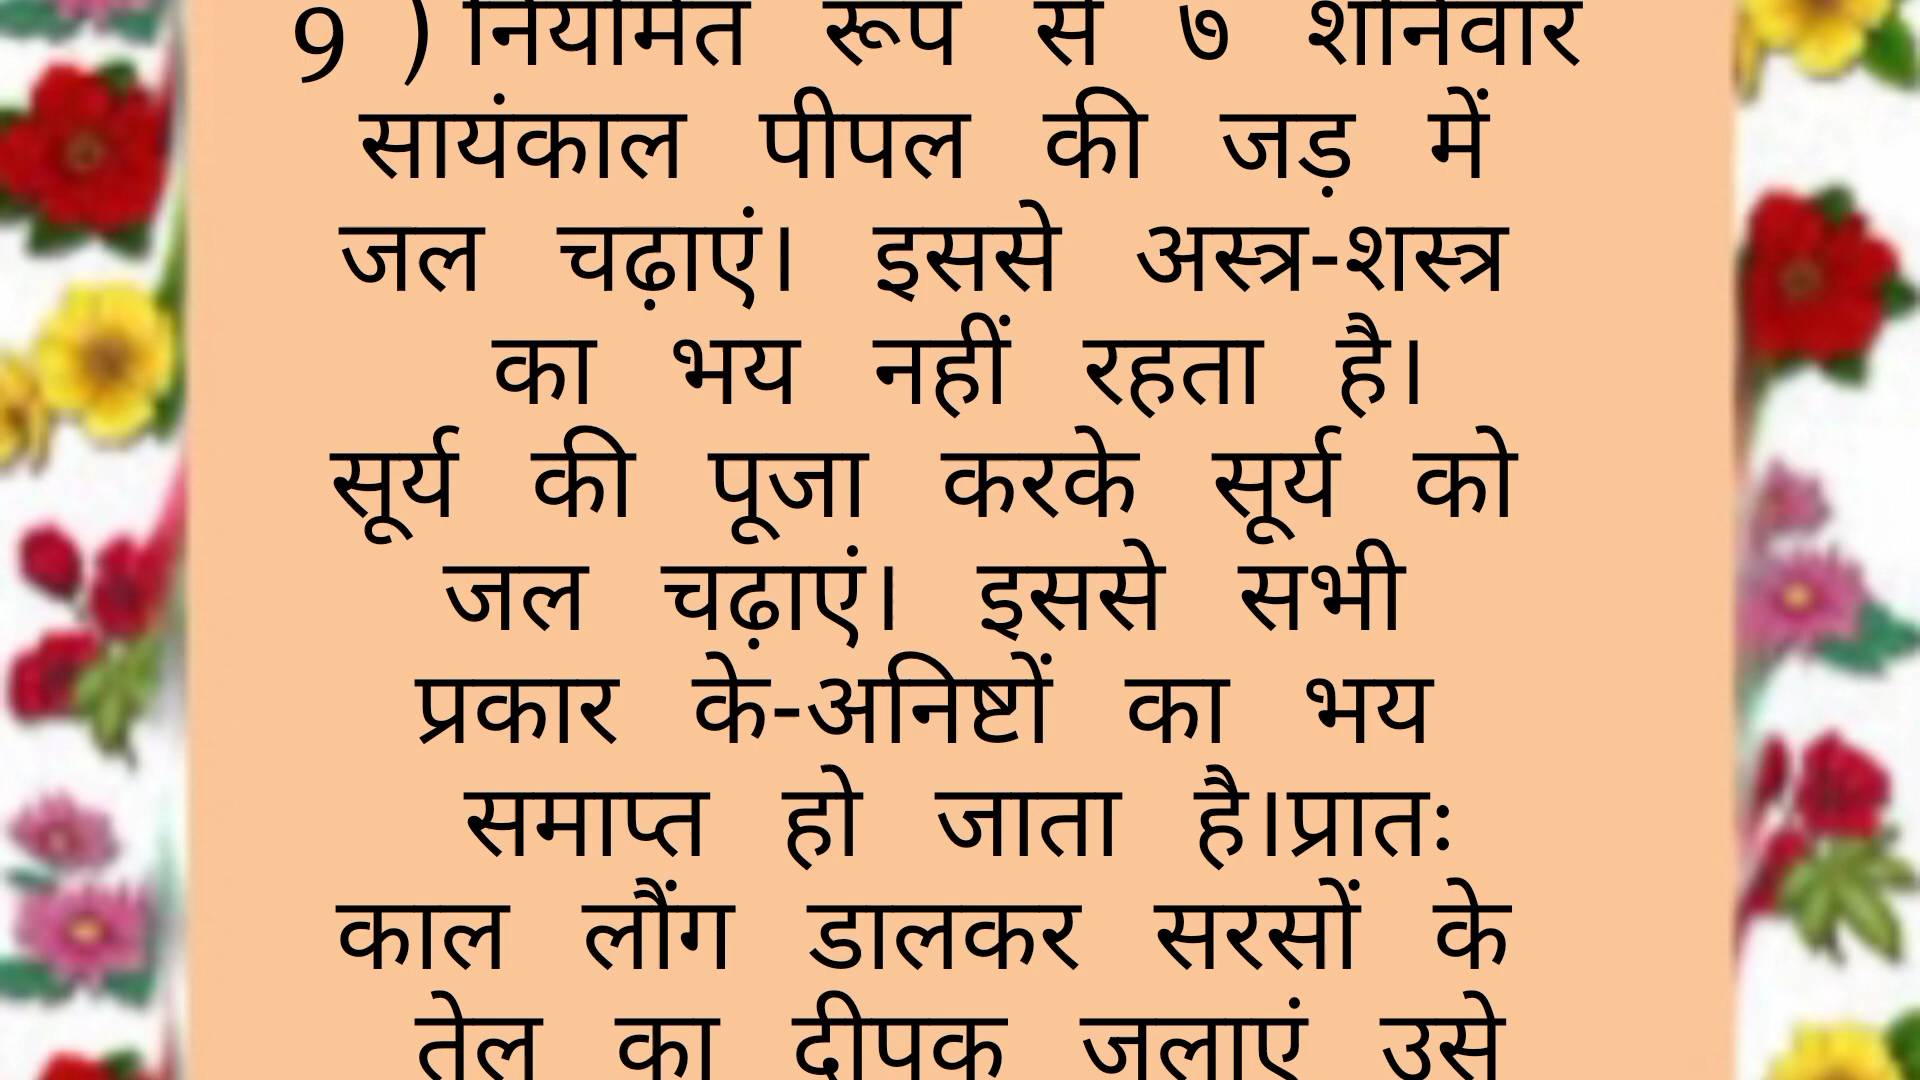 9 ) नियमित रूप से ७ शनिवार
सायंकाल पीपल की जड़ में
जल चढ़ाएं। इससे अस्त्र-शस्त्र
का भय नहीं रहता है।
सूर्य की पूजा करके सूर्य को
जल चढ़ाएं। इससे सभी
प्रकार के-अनिष्टों का भय
समाप्त हो जाता है।प्रातः
काल लौंग डालकर सरसों के
तेल का दीपक जलाएं उसे